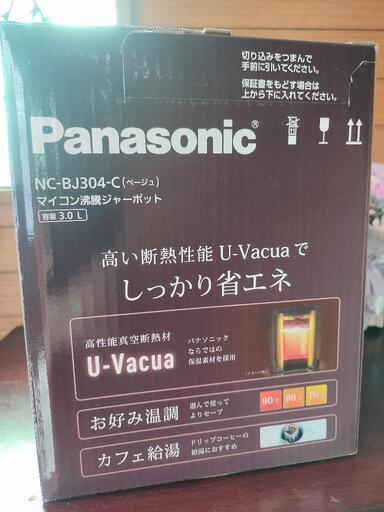 切り込みをつまんで
手前に引いてください。
保証書をもどす場合は
上から下に入れてください。
Panasonic®
NC-BJ304-C(ベージュ)
マイコン沸騰ジャーポット
容量 3.0 L
高い断熱性能 U-Vacuaで
しっかり省エネ
高性能真空断熱材
U-Vacua
パナソニック
ならではの
保温素材を採用
(イメージ図)
お好み温調
選んで使って
よりセーブ
90℃ 80℃ 70℃
カフェ給湯
ドリップコーヒーの
給湯におすすめ